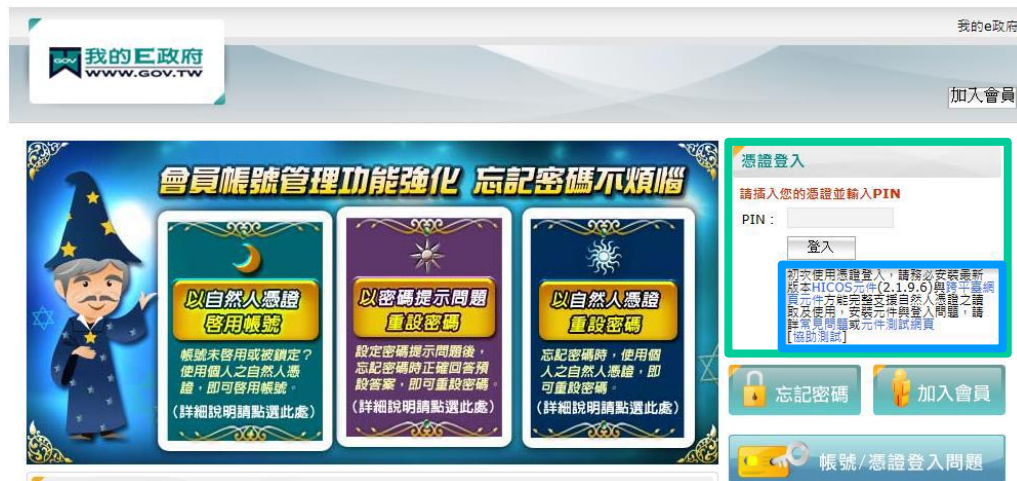 我的e政府
GOV 我的E政府
WWW.GOV.TW
加入會員
會員帳號管理功能強化 忘記密碼不煩惱
以自然人憑證
啓用帳號
帳號未啓用或被鎖定？
使用個人之自然人憑
證，即可啓用帳號。
(詳細說明請點選此處)
以密碼提示問題
重設密碼
設定密碼提示問題後，
忘記密碼時正確回答預
設答案，即可重設密碼。
(詳細說明請點選此處)
以自然人憑證
重設密碼
忘記密碼時，使用個
人之自然人憑證，即
可重設密碼。
(詳細說明請點選此處)
憑證登入
請插入您的憑證並輸入PIN
PIN：
登入
初次使用憑證登入，請務必安裝最新
版本HICOS元件(2.1.9.6)與跨平臺網
頁元件方能完整支援自然人憑證之讀
取及使用，安裝元件與登入問題，請
詳常見問題或元件測試網頁
[協助測試]
忘記密碼
加入會員
帳號/憑證登入問題